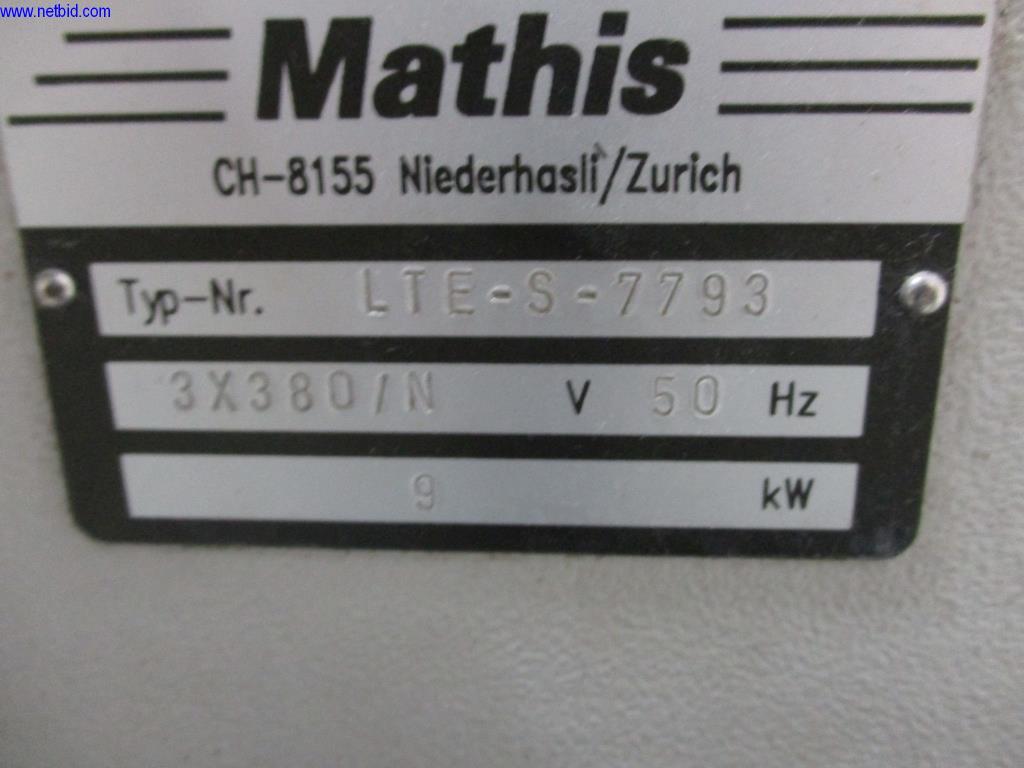 www.netbid.com
Mathis
CH-8155 Niederhasli/Zurich
Typ-Nr. LTE-S-7793
3X380/N V 50 Hz
9 kW